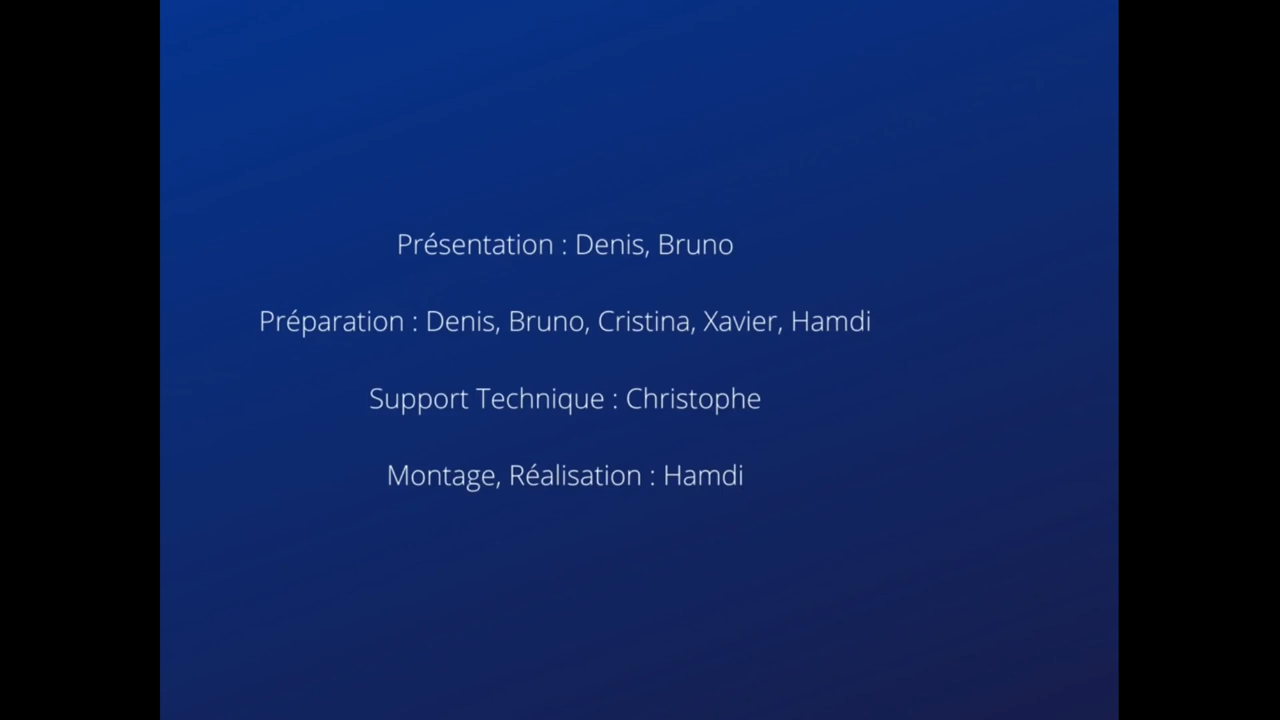 Présentation : Denis, Bruno
Préparation : Denis, Bruno, Cristina, Xavier, Hamdi
Support Technique : Christophe
Montage, Réalisation : Hamdi